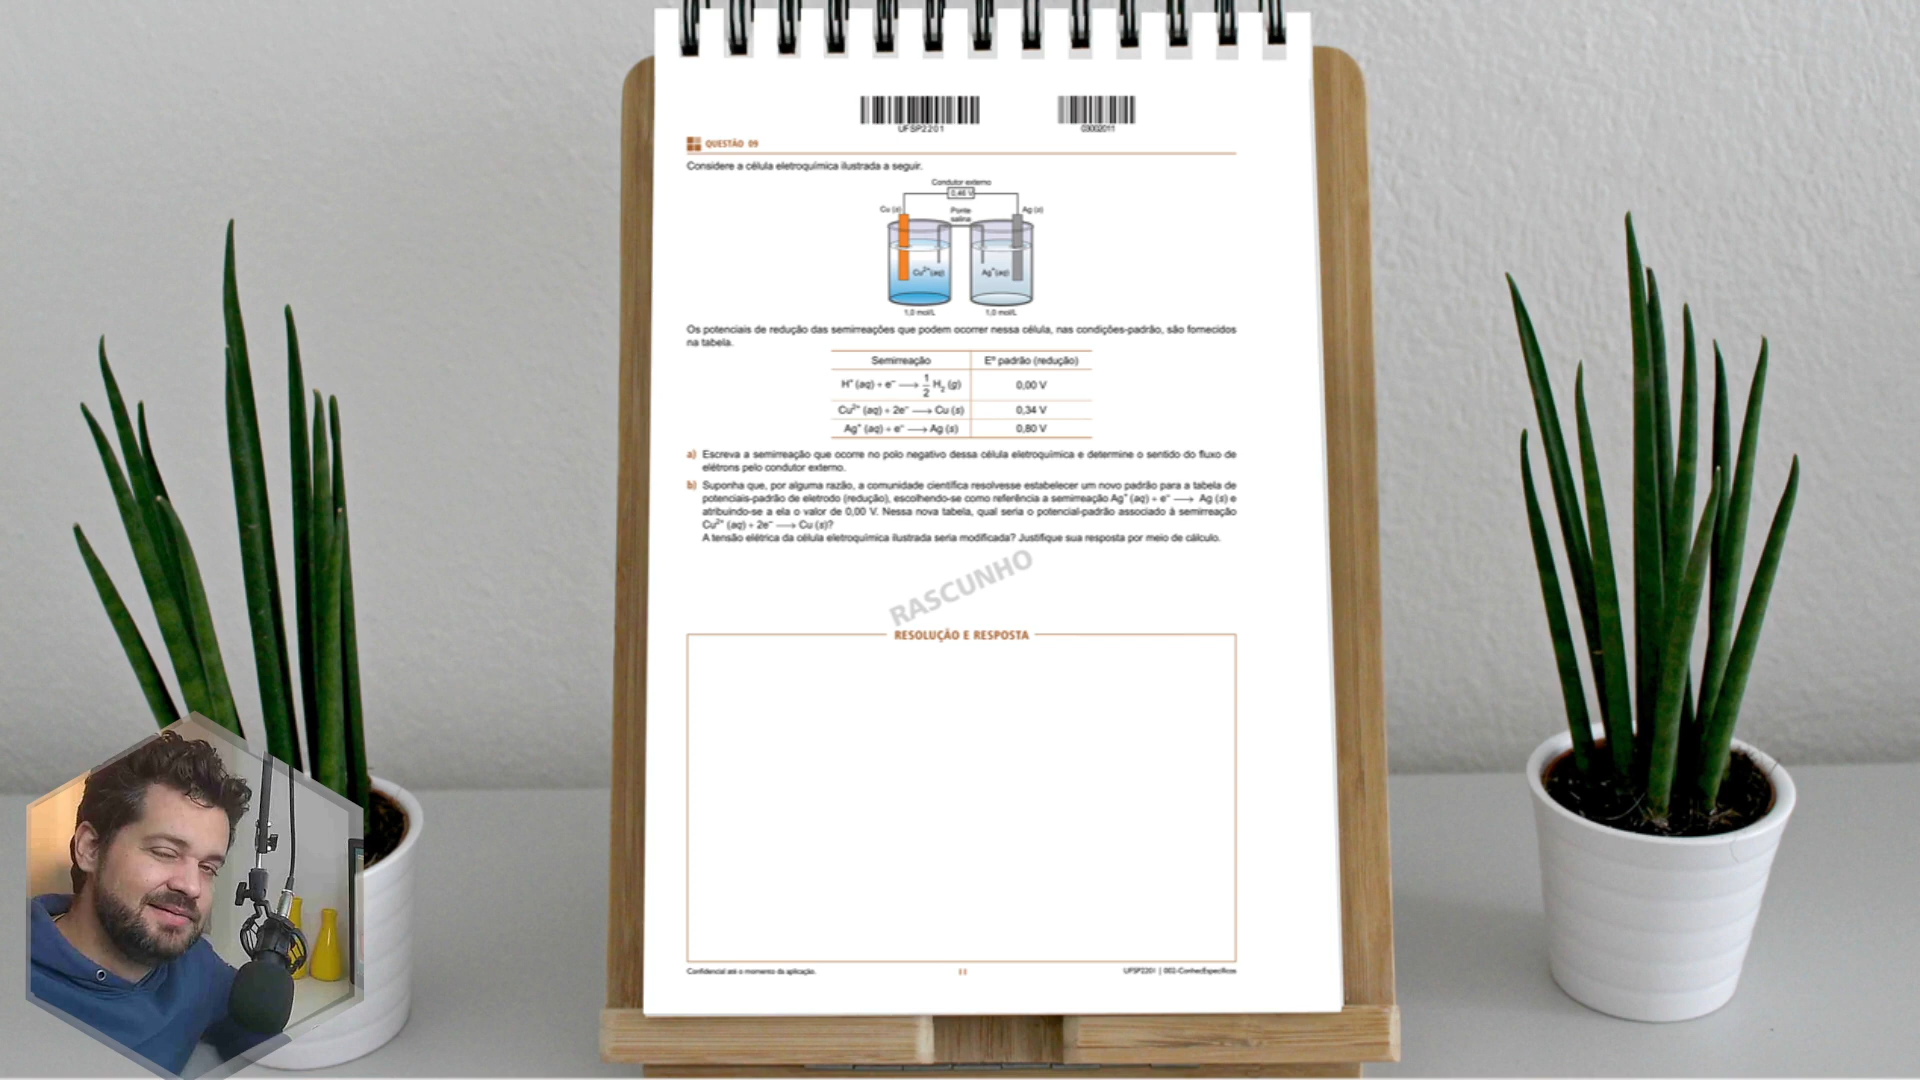 UFSP2201
03002011
QUESTÃO 09
Considere a célula eletroquímica ilustrada a seguir.
Condutor externo
0,46 V
Cu (s)
Ponte
salina
Ag (s)
Cu²⁺(aq)
Ag⁺(aq)
1,0 mol/L
1,0 mol/L
Os potenciais de redução das semirreações que podem ocorrer nessa célula, nas condições-padrão, são fornecidos
na tabela.
Semirreação E⁰ padrão (redução)
H⁺ (aq) + e⁻ ⟶ 1/2 H₂ (g) 0,00 V
Cu²⁺ (aq) + 2e⁻ ⟶ Cu (s) 0,34 V
Ag⁺ (aq) + e⁻ ⟶ Ag (s) 0,80 V
a) Escreva a semirreação que ocorre no polo negativo dessa célula eletroquímica e determine o sentido do fluxo de
elétrons pelo condutor externo.
b) Suponha que, por alguma razão, a comunidade científica resolvesse estabelecer um novo padrão para a tabela de
potenciais-padrão de eletrodo (redução), escolhendo-se como referência a semirreação Ag⁺ (aq) + e⁻ ⟶ Ag (s) e
atribuindo-se a ela o valor de 0,00 V. Nessa nova tabela, qual seria o potencial-padrão associado à semirreação
Cu²⁺ (aq) + 2e⁻ ⟶ Cu (s)?
A tensão elétrica da célula eletroquímica ilustrada seria modificada? Justifique sua resposta por meio de cálculo.
RASCUNHO
RESOLUÇÃO E RESPOSTA
Confidencial até o momento da aplicação.
11
UFSP2201 | 002-ConhecEspecíficos